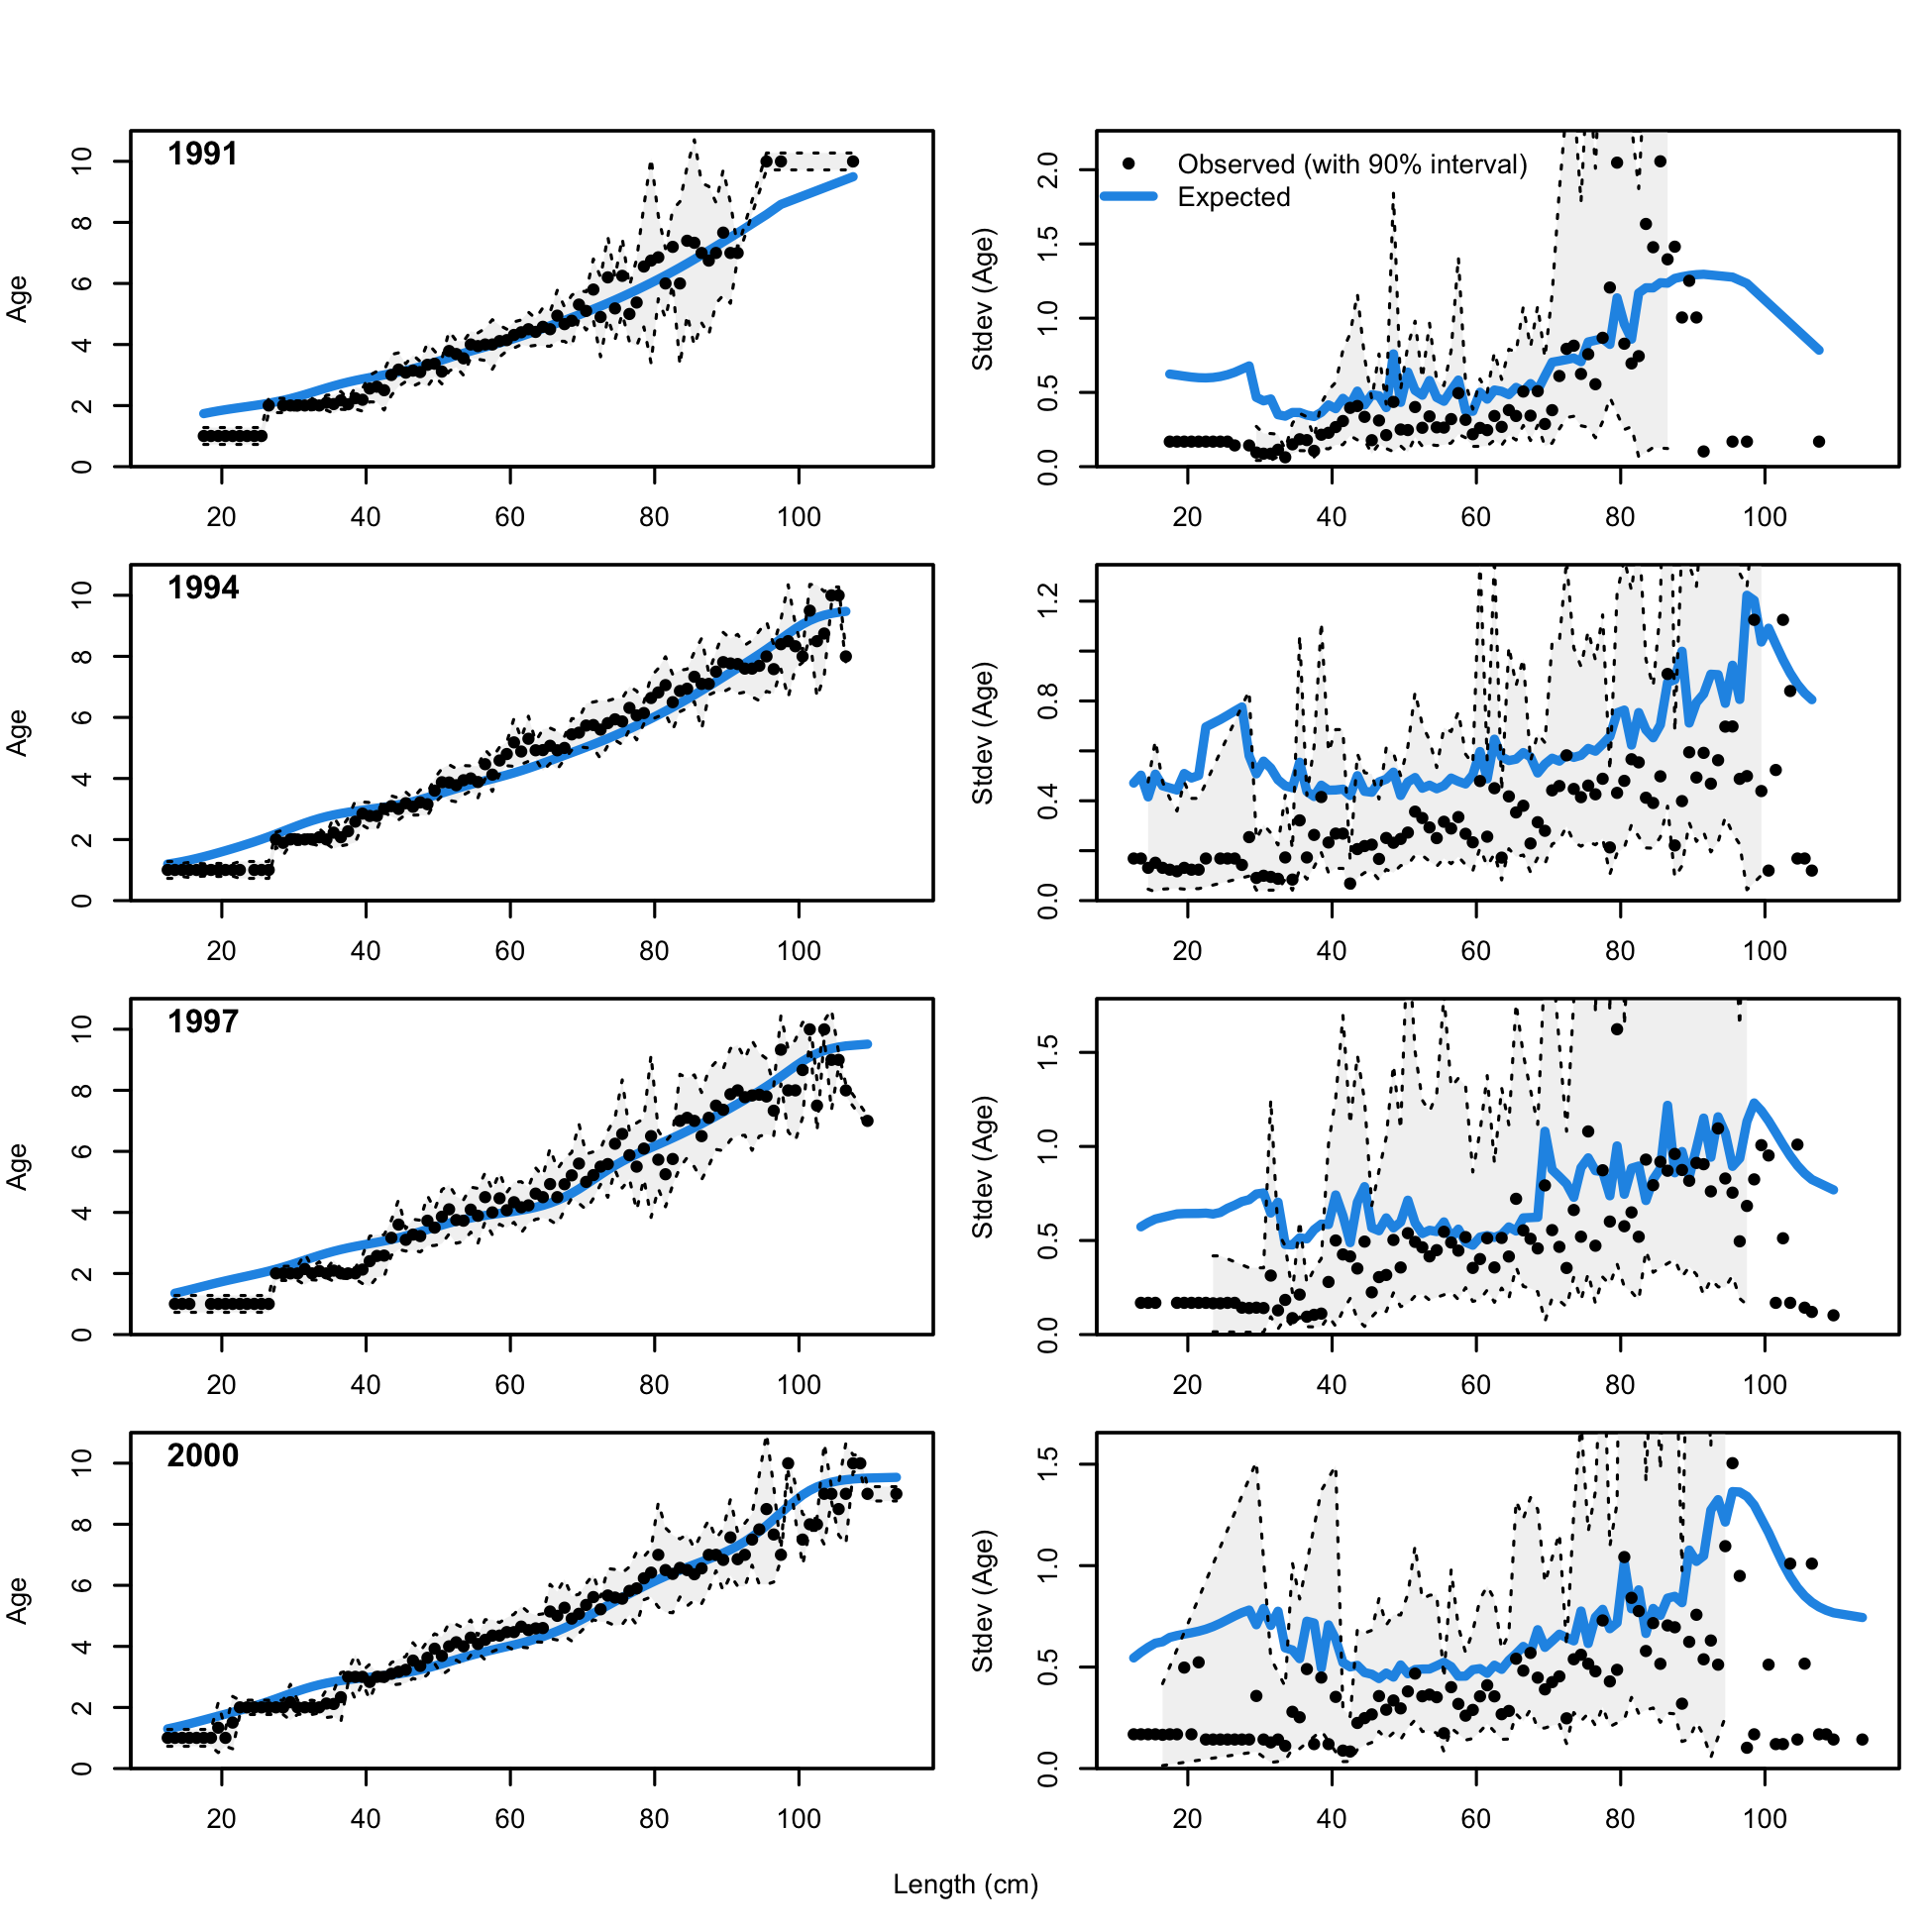 1991
Age
0 2 4 6 8 10
20 40 60 80 100
Observed (with 90% interval)
Expected
Stdev (Age)
0.0 0.5 1.0 1.5 2.0
20 40 60 80 100
1994
Age
0 2 4 6 8 10
20 40 60 80 100
Stdev (Age)
0.0 0.4 0.8 1.2
20 40 60 80 100
1997
Age
0 2 4 6 8 10
20 40 60 80 100
Stdev (Age)
0.0 0.5 1.0 1.5
20 40 60 80 100
2000
Age
0 2 4 6 8 10
20 40 60 80 100
Stdev (Age)
0.0 0.5 1.0 1.5
20 40 60 80 100
Length (cm)